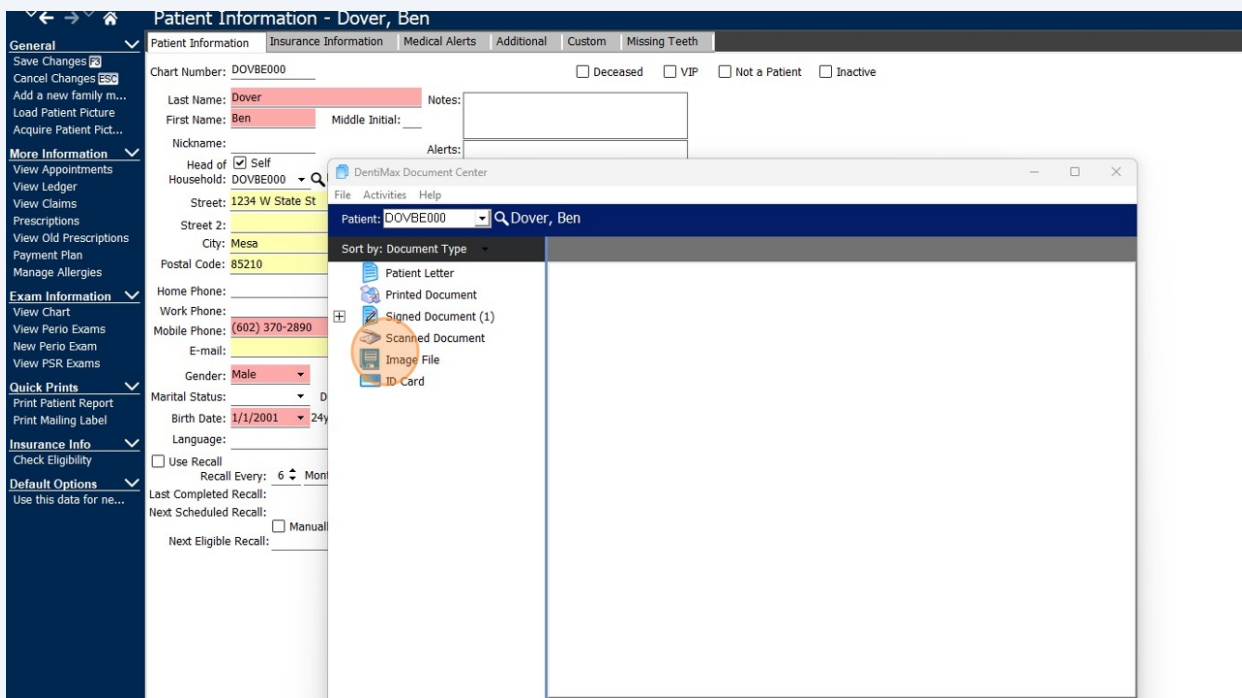 Patient Information - Dover, Ben
General
Save Changes F3
Cancel Changes ESC
Add a new family m...
Load Patient Picture
Acquire Patient Pict...
More Information
View Appointments
View Ledger
View Claims
Prescriptions
View Old Prescriptions
Payment Plan
Manage Allergies
Exam Information
View Chart
View Perio Exams
New Perio Exam
View PSR Exams
Quick Prints
Print Patient Report
Print Mailing Label
Insurance Info
Check Eligibility
Default Options
Use this data for ne...
Patient Information Insurance Information Medical Alerts Additional Custom Missing Teeth
Chart Number: DOVBE000 Deceased VIP Not a Patient Inactive
Last Name: Dover Notes:
First Name: Ben Middle Initial:
Nickname:
Alerts:
Head of Self
Household: DOVBE000
Street: 1234 W State St
Street 2:
City: Mesa
Postal Code: 85210
Home Phone:
Work Phone:
Mobile Phone: (602) 370-2890
E-mail:
Gender: Male
Marital Status:
Birth Date: 1/1/2001 24y
Language:
Use Recall
Recall Every: 6
Last Completed Recall:
Next Scheduled Recall:
Next Eligible Recall:
DentiMax Document Center
File Activities Help
Patient: DOVBE000 Dover, Ben
Sort by: Document Type
Patient Letter
Printed Document
Signed Document (1)
Scanned Document
Image File
ID Card